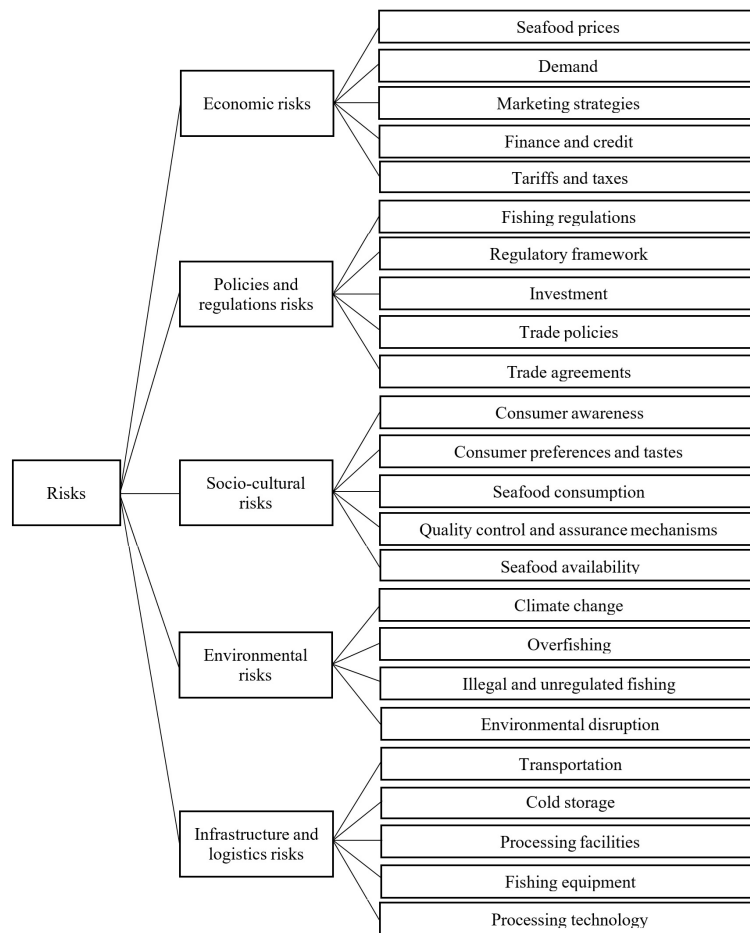 Risks
Economic risks
Seafood prices
Demand
Marketing strategies
Finance and credit
Tariffs and taxes
Policies and
regulations risks
Fishing regulations
Regulatory framework
Investment
Trade policies
Trade agreements
Socio-cultural
risks
Consumer awareness
Consumer preferences and tastes
Seafood consumption
Quality control and assurance mechanisms
Seafood availability
Environmental
risks
Climate change
Overfishing
Illegal and unregulated fishing
Environmental disruption
Infrastructure and
logistics risks
Transportation
Cold storage
Processing facilities
Fishing equipment
Processing technology